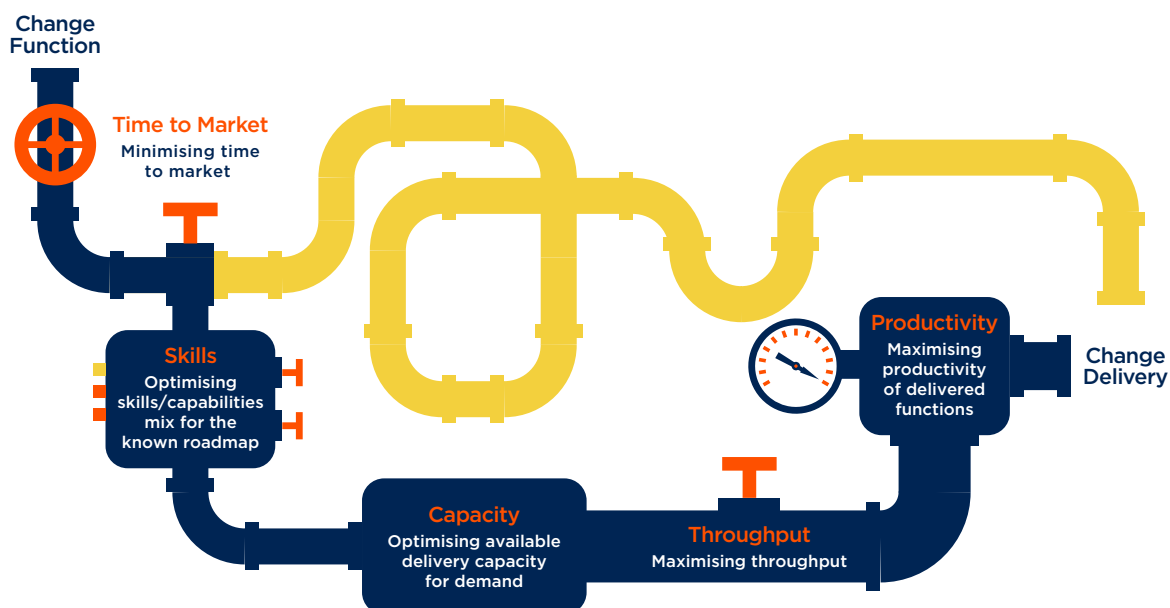 Change
Function
Time to Market
Minimising time
to market
Skills
Optimising
skills/capabilities
mix for the
known roadmap
Capacity
Optimising available
delivery capacity
for demand
Throughput
Maximising throughput
Productivity
Maximising
productivity
of delivered
functions
Change
Delivery